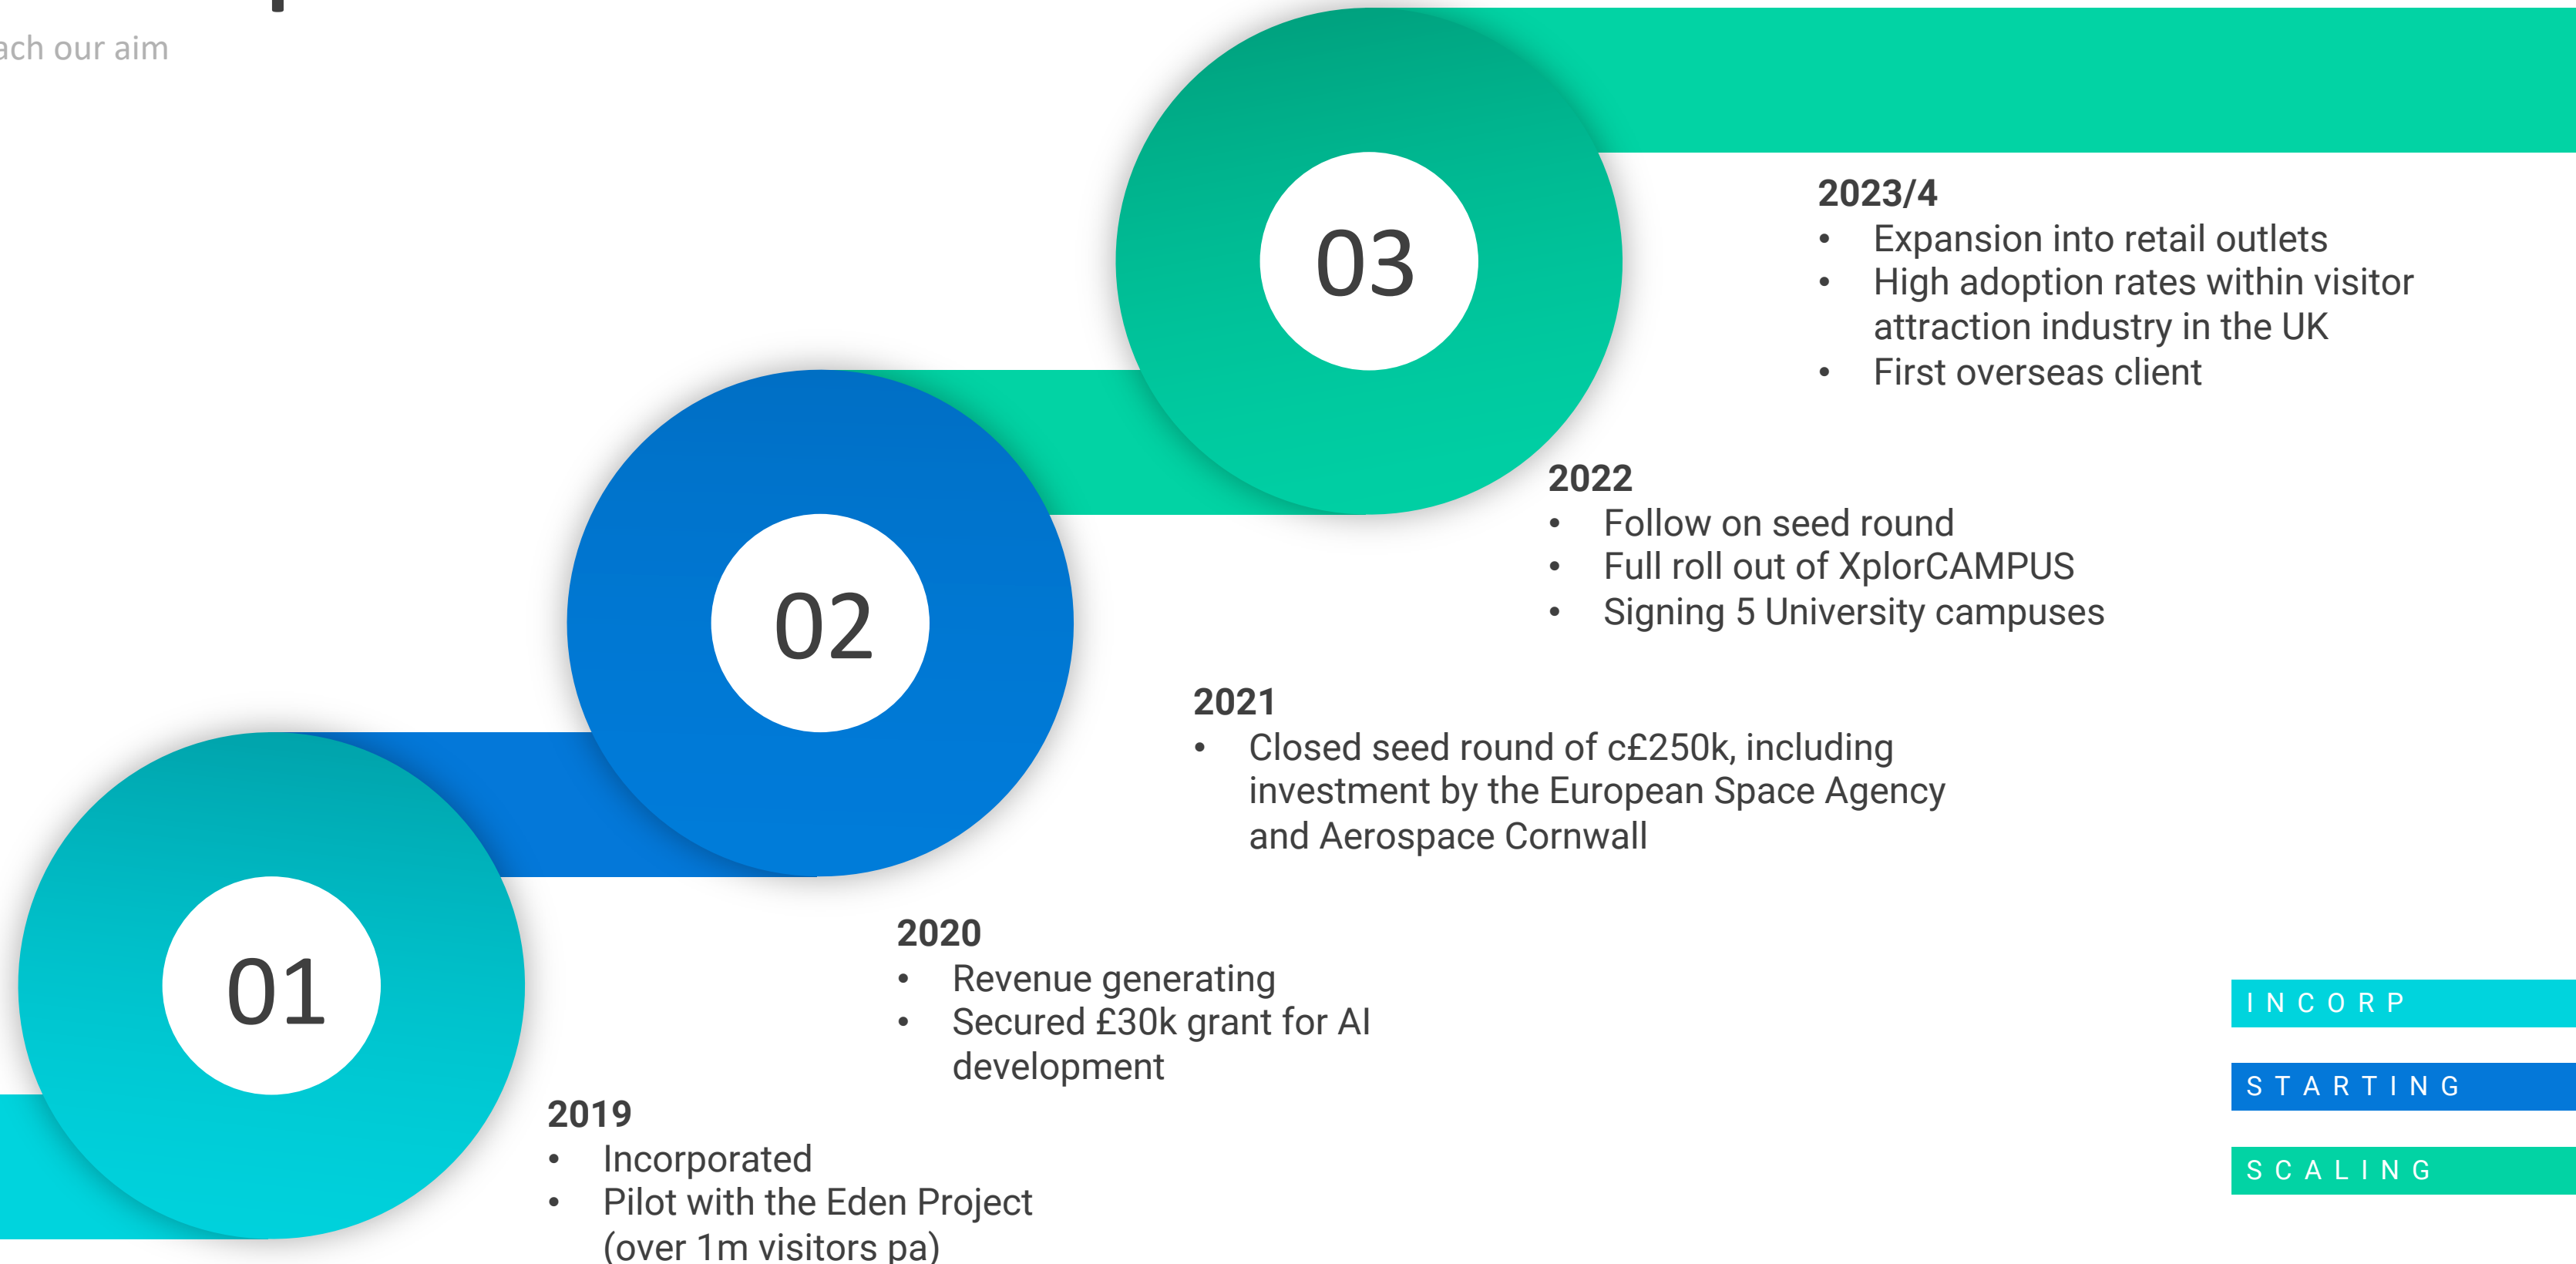 our aim
03
2023/4
• Expansion into retail outlets
• High adoption rates within visitor
attraction industry in the UK
• First overseas client
2022
• Follow on seed round
• Full roll out of XplorCAMPUS
• Signing 5 University campuses
02
2021
• Closed seed round of c£250k, including
investment by the European Space Agency
and Aerospace Cornwall
2020
• Revenue generating
• Secured £30k grant for AI
development
01
2019
• Incorporated
• Pilot with the Eden Project
(over 1m visitors pa)
INCORP
STARTING
SCALING